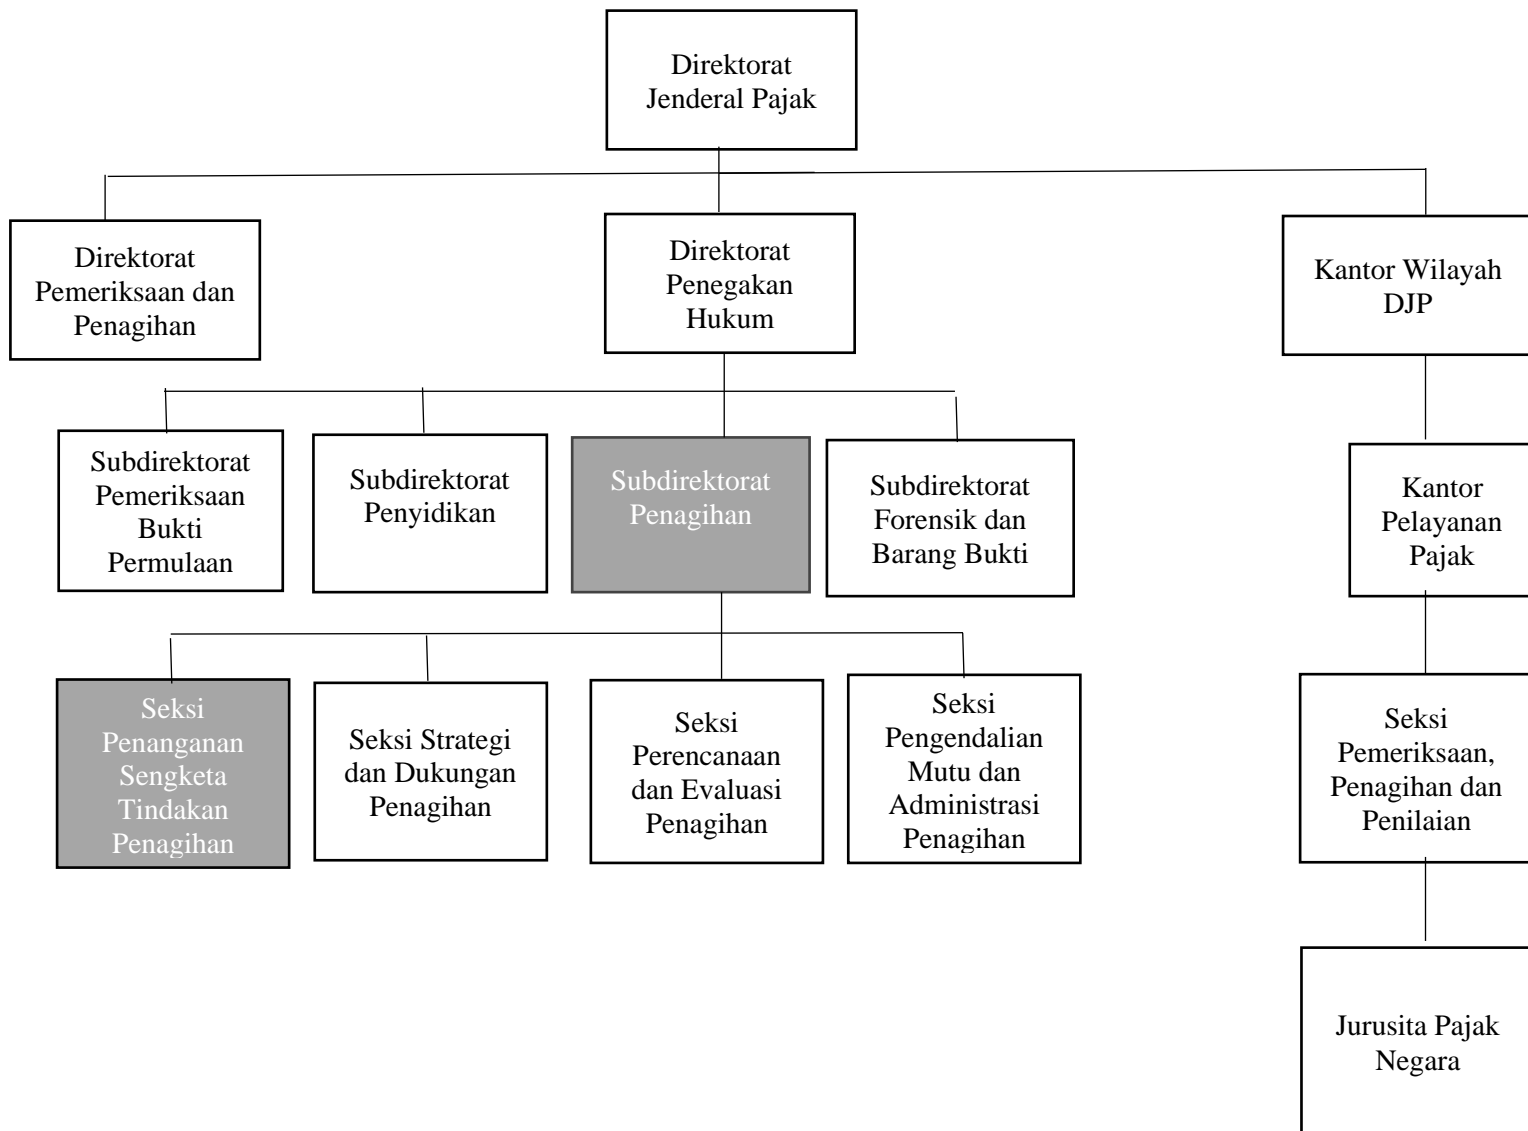 Direktorat
Jenderal Pajak
Direktorat
Pemeriksaan dan
Penagihan
Direktorat
Penegakan
Hukum
Kantor Wilayah
DJP
Subdirektorat
Pemeriksaan
Bukti
Permulaan
Subdirektorat
Penyidikan
Subdirektorat
Penagihan
Subdirektorat
Forensik dan
Barang Bukti
Kantor
Pelayanan
Pajak
Seksi
Penanganan
Sengketa
Tindakan
Penagihan
Seksi Strategi
dan Dukungan
Penagihan
Seksi
Perencanaan
dan Evaluasi
Penagihan
Seksi
Pengendalian
Mutu dan
Administrasi
Penagihan
Seksi
Pemeriksaan,
Penagihan dan
Penilaian
Jurusita Pajak
Negara